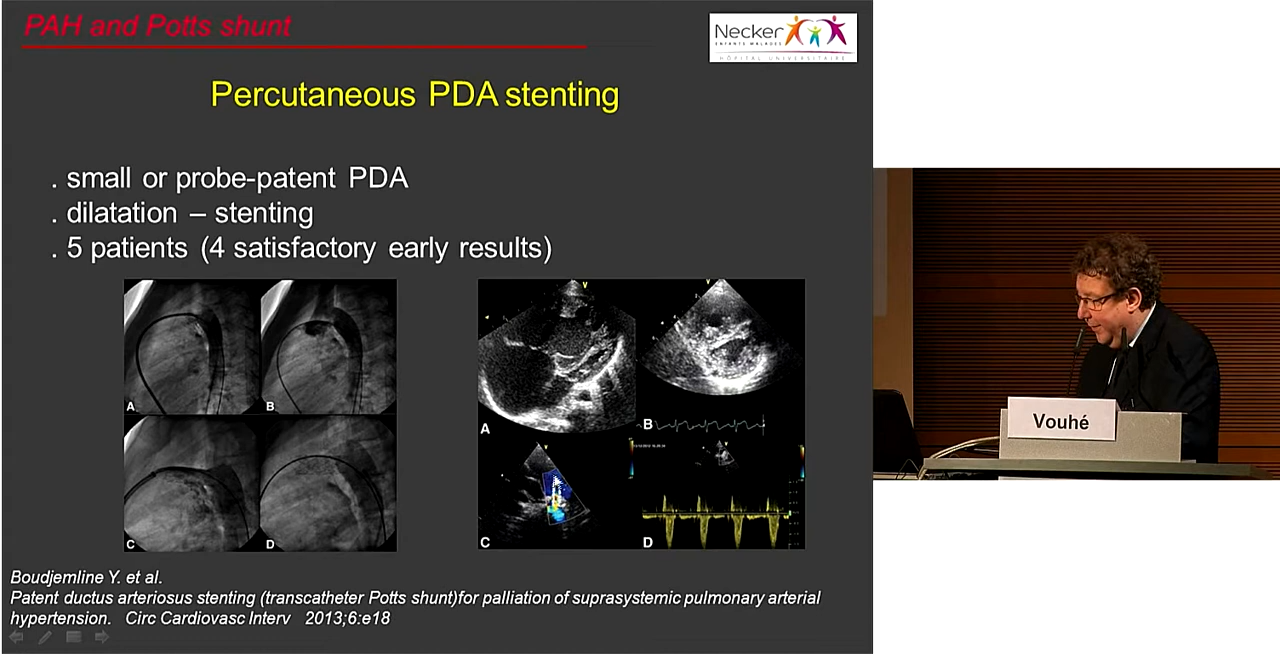 PAH and Potts shunt
Necker
ENFANTS MALADES
HÔPITAL UNIVERSITAIRE
Percutaneous PDA stenting
. small or probe-patent PDA
. dilatation – stenting
. 5 patients (4 satisfactory early results)
A
B
C
D
A
B
C
D
Boudjemline Y. et al.
Patent ductus arteriosus stenting (transcatheter Potts shunt)for palliation of suprasystemic pulmonary arterial
hypertension. Circ Cardiovasc Interv 2013;6:e18
Vouhé